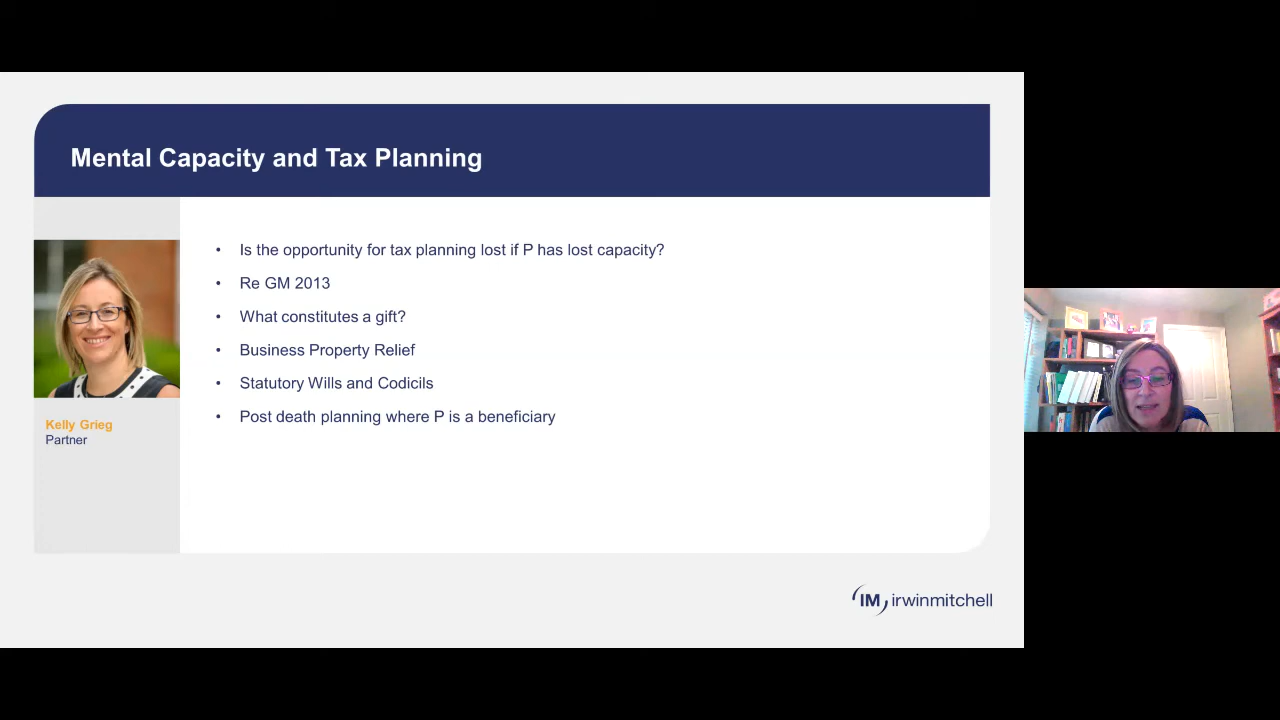 Mental Capacity and Tax Planning
• Is the opportunity for tax planning lost if P has lost capacity?
• Re GM 2013
• What constitutes a gift?
• Business Property Relief
• Statutory Wills and Codicils
• Post death planning where P is a beneficiary
Kelly Grieg
Partner
IM irwinmitchell